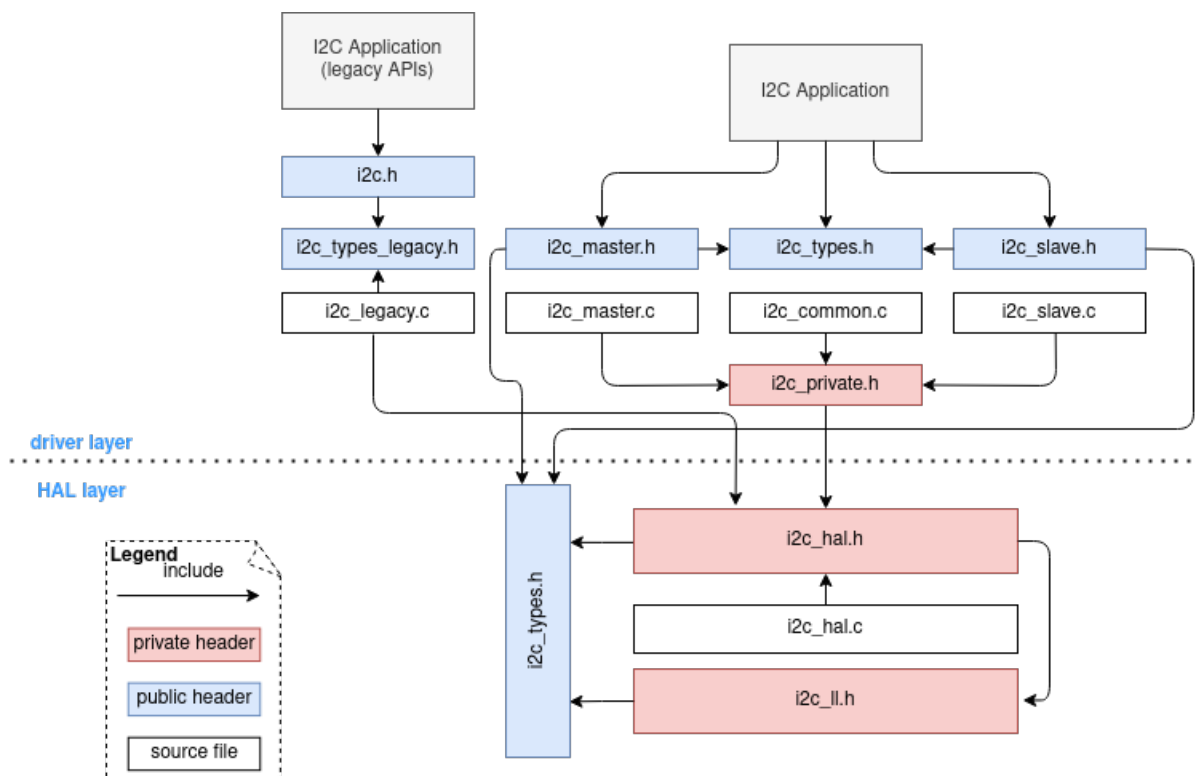 I2C Application
(legacy APIs)
I2C Application
i2c.h
i2c_types_legacy.h
i2c_master.h
i2c_types.h
i2c_slave.h
i2c_legacy.c
i2c_master.c
i2c_common.c
i2c_slave.c
i2c_private.h
driver layer
HAL layer
i2c_types.h
i2c_hal.h
i2c_hal.c
i2c_ll.h
Legend
include
private header
public header
source file